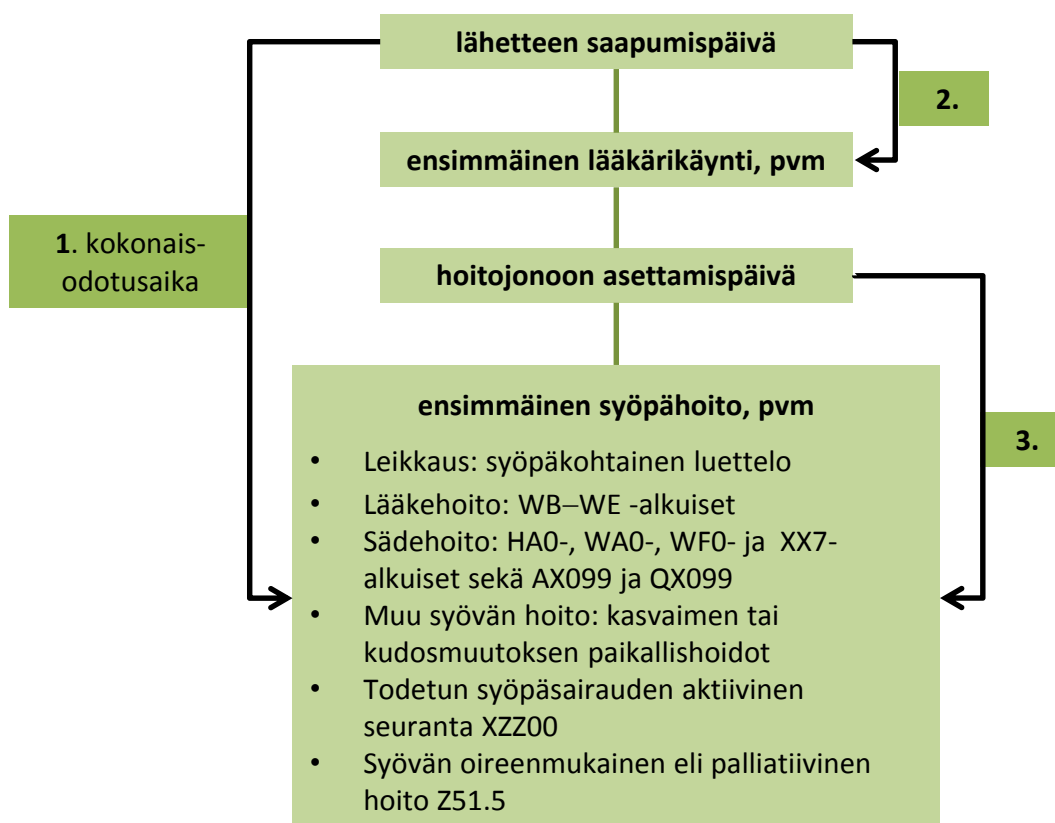 lähetteen saapumispäivä
2.
ensimmäinen lääkärikäynti, pvm
1. kokonais-
odotusaika
hoitojonoon asettamispäivä
ensimmäinen syöpähoito, pvm
3.
• Leikkaus: syöpäkohtainen luettelo
• Lääkehoito: WB–WE -alkuiset
• Sädehoito: HA0-, WA0-, WF0- ja XX7-
alkuiset sekä AX099 ja QX099
• Muu syövän hoito: kasvaimen tai
kudosmuutoksen paikallishoidot
• Todetun syöpäsairauden aktiivinen
seuranta XZZ00
• Syövän oireenmukainen eli palliatiivinen
hoito Z51.5